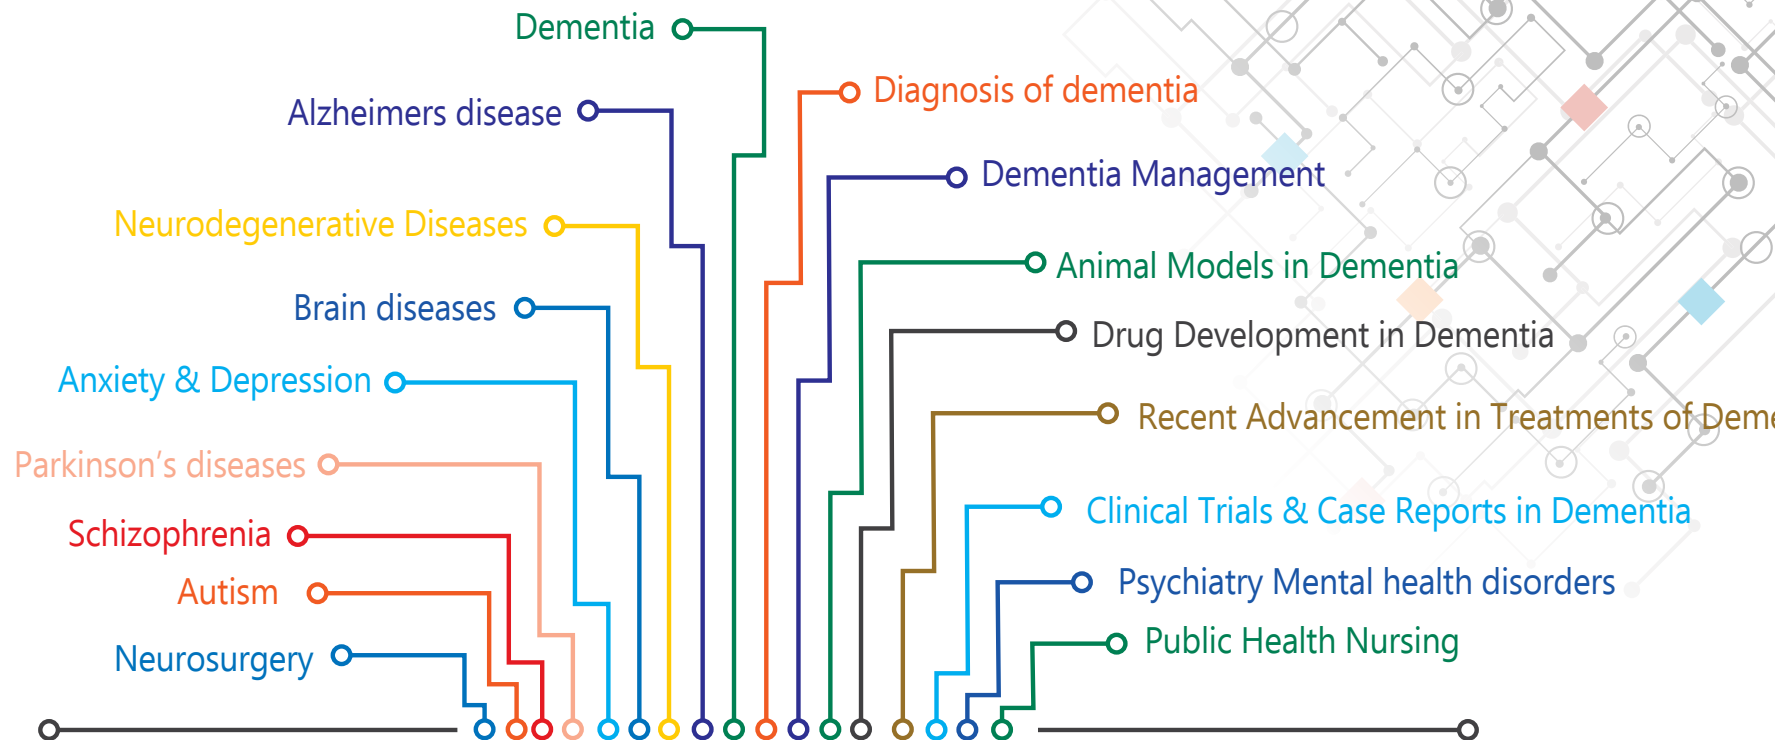 Dementia
Alzheimers disease
Neurodegenerative Diseases
Brain diseases
Anxiety & Depression
Parkinson’s diseases
Schizophrenia
Autism
Neurosurgery
Diagnosis of dementia
Dementia Management
Animal Models in Dementia
Drug Development in Dementia
Recent Advancement in Treatments of Deme
Clinical Trials & Case Reports in Dementia
Psychiatry Mental health disorders
Public Health Nursing